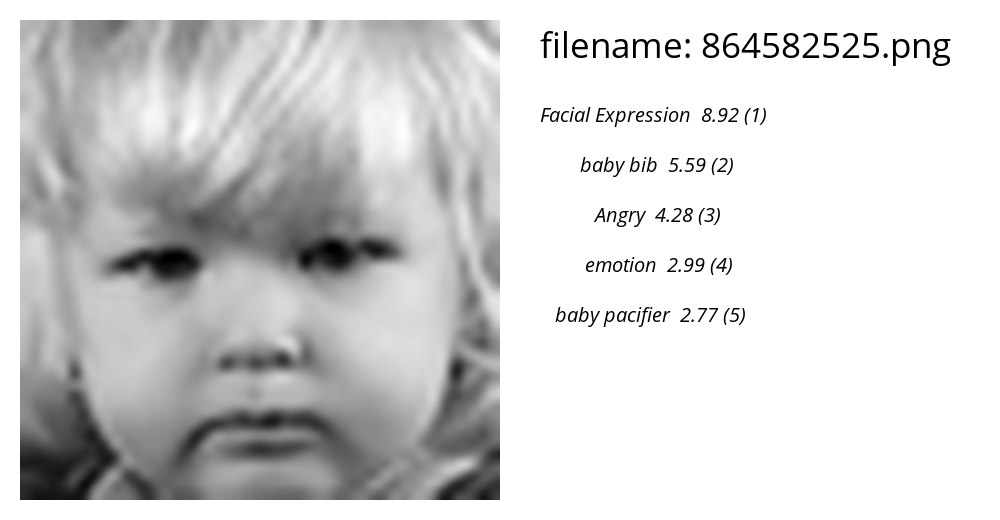 filename: 864582525.png
Facial Expression 8.92 (1)
baby bib 5.59 (2)
Angry 4.28 (3)
emotion 2.99 (4)
baby pacifier 2.77 (5)